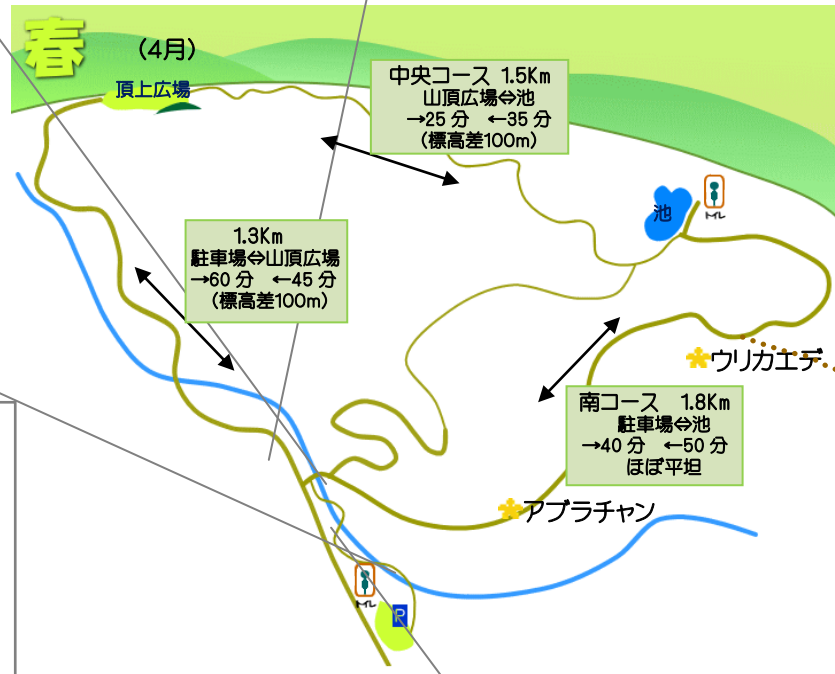 春
(4月)
頂上広場
中央コース 1.5Km
山頂広場⇔池
→25 分 ←35 分
(標高差100m)
池
トイレ
1.3Km
駐車場⇔山頂広場
→60 分 ←45 分
(標高差100m)
ウリカエデ
南コース 1.8Km
駐車場⇔池
→40 分 ←50 分
ほぼ平坦
アブラチャン
トイレ
P